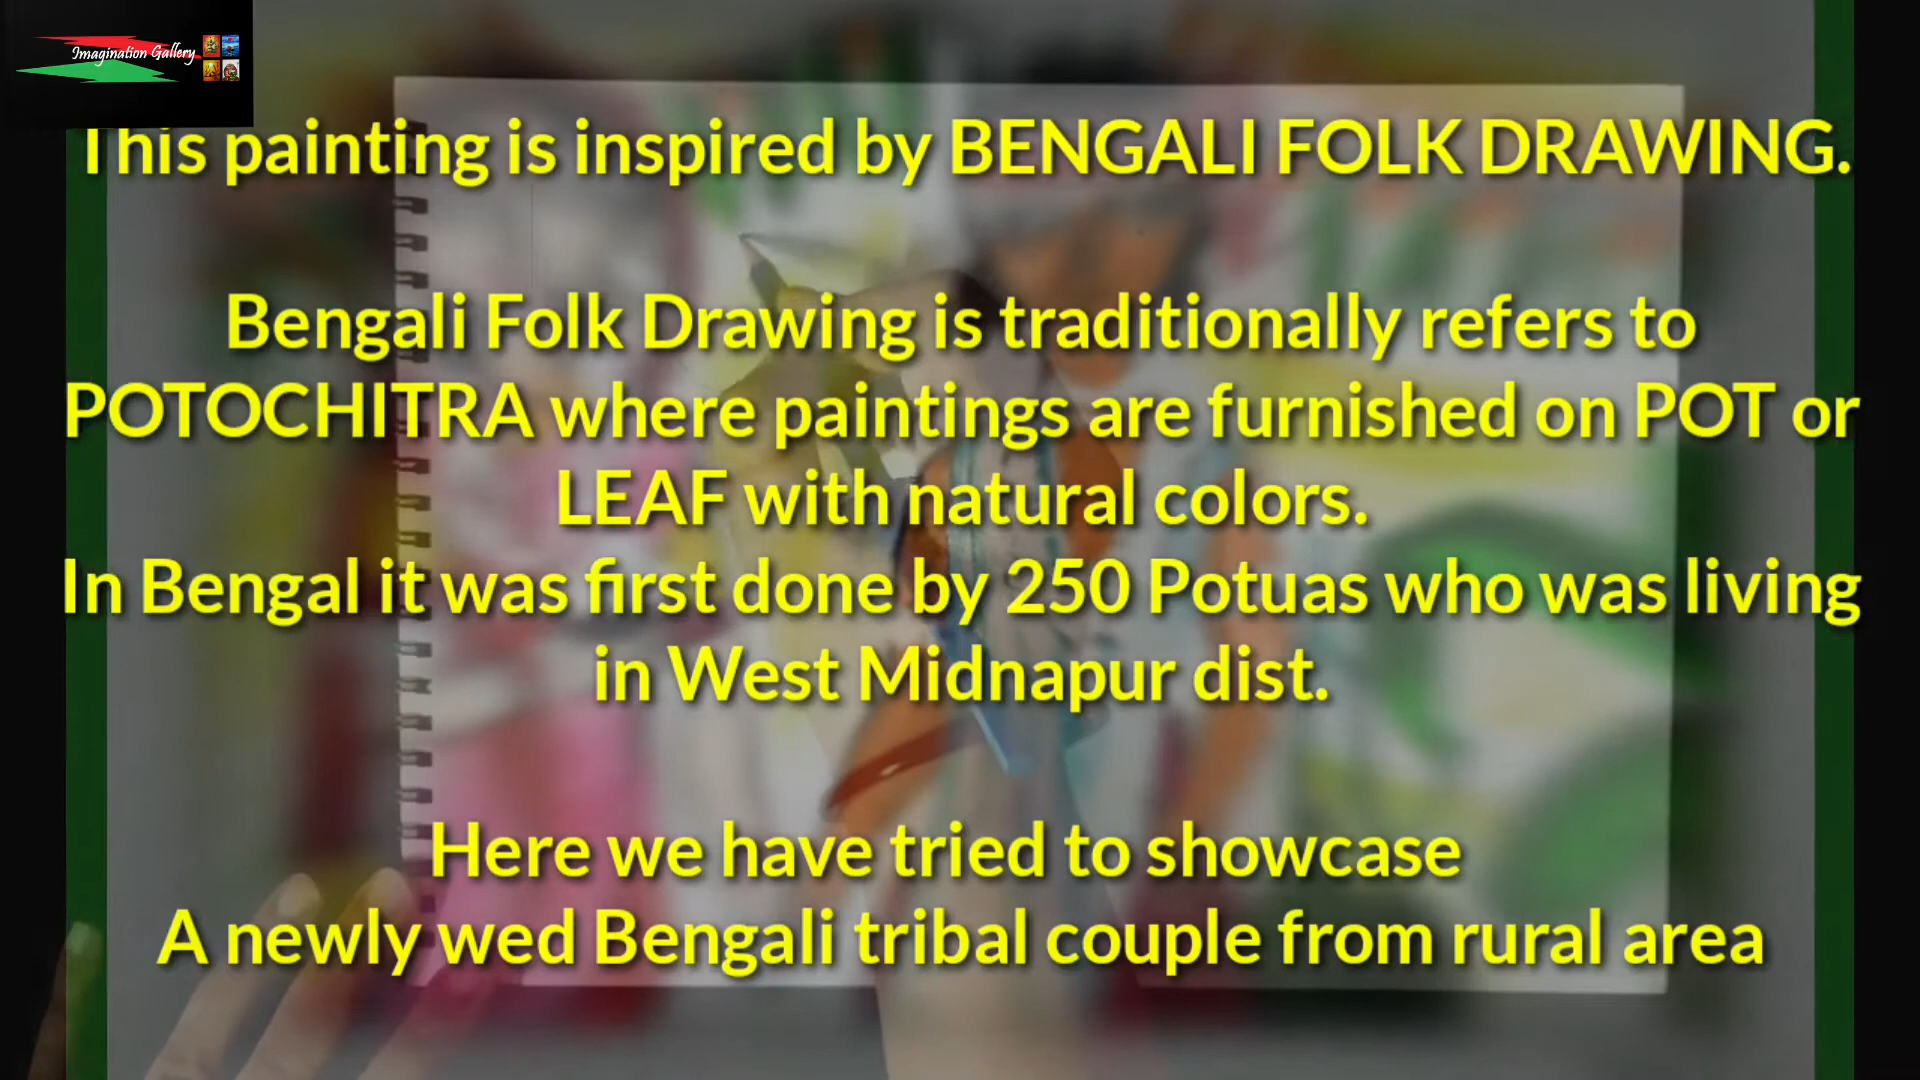 Imagination Gallery
This painting is inspired by BENGALI FOLK DRAWING.
Bengali Folk Drawing is traditionally refers to
POTOCHITRA where paintings are furnished on POT or
LEAF with natural colors.
In Bengal it was first done by 250 Potuas who was living
in West Midnapur dist.
Here we have tried to showcase
A newly wed Bengali tribal couple from rural area